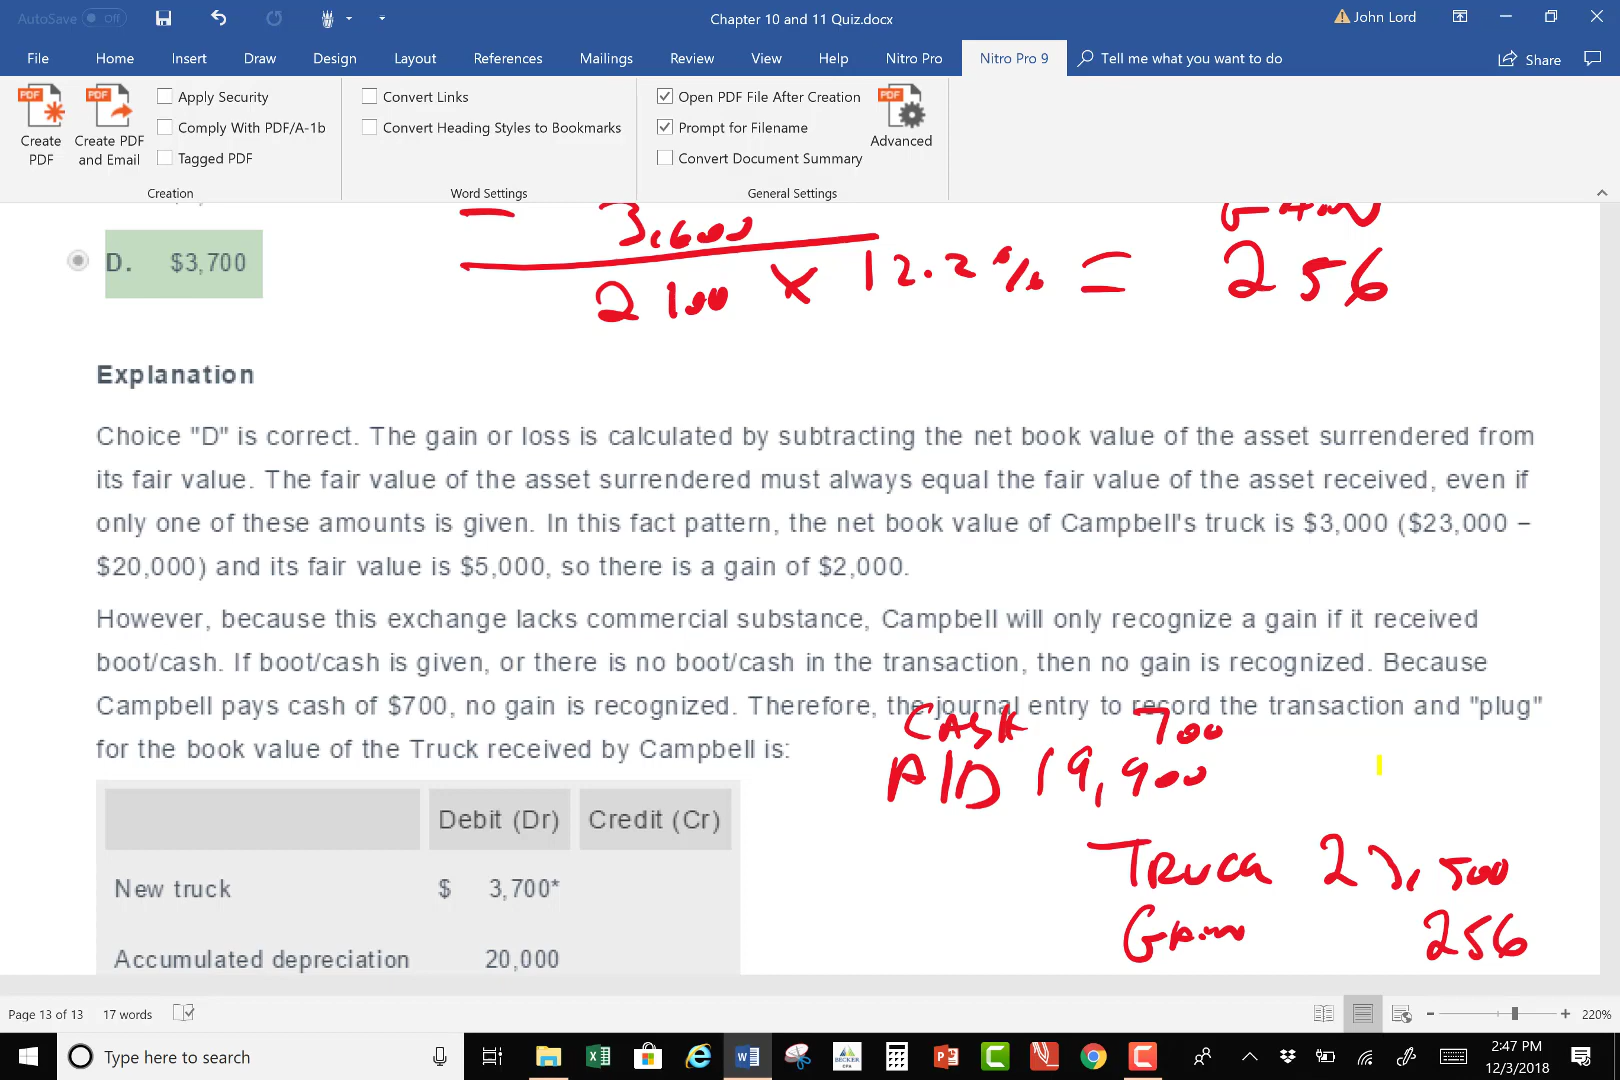 AutoSave Off
Chapter 10 and 11 Quiz.docx
John Lord
File Home Insert Draw Design Layout References Mailings Review View Help Nitro Pro Nitro Pro 9 Tell me what you want to do
Share
Create PDF
Create PDF and Email
Apply Security
Comply With PDF/A-1b
Tagged PDF
Creation
Convert Links
Convert Heading Styles to Bookmarks
Word Settings
Open PDF File After Creation
Prompt for Filename
Convert Document Summary
General Settings
Advanced
= 3,600 Gain
D. $3,700
2100 x 12.2% = 256
Explanation
Choice "D" is correct. The gain or loss is calculated by subtracting the net book value of the asset surrendered from
its fair value. The fair value of the asset surrendered must always equal the fair value of the asset received, even if
only one of these amounts is given. In this fact pattern, the net book value of Campbell's truck is $3,000 ($23,000 –
$20,000) and its fair value is $5,000, so there is a gain of $2,000.
However, because this exchange lacks commercial substance, Campbell will only recognize a gain if it received
boot/cash. If boot/cash is given, or there is no boot/cash in the transaction, then no gain is recognized. Because
Campbell pays cash of $700, no gain is recognized. Therefore, the journal entry to record the transaction and "plug"
for the book value of the Truck received by Campbell is:
CASH 700
A/D 19,900
Truck 23,500
Gain 256
Debit (Dr) Credit (Cr)
New truck $ 3,700*
Accumulated depreciation 20,000
Page 13 of 13 17 words
220%
Type here to search
BECKER
2:47 PM
12/3/2018